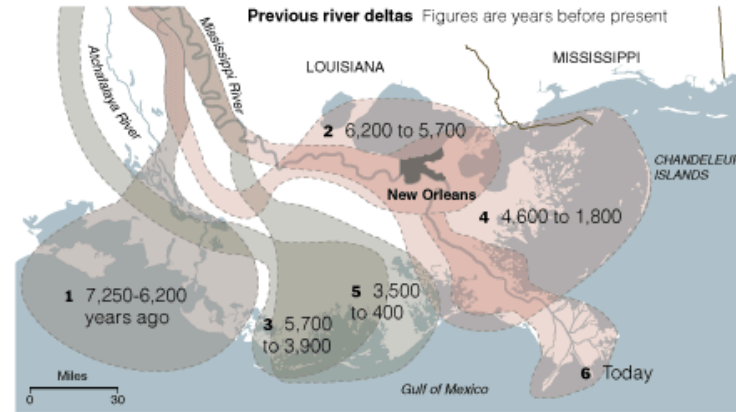 Previous river deltas Figures are years before present
Mississippi River
Atchafalaya River
LOUISIANA
MISSISSIPPI
2 6,200 to 5,700
CHANDELEUR
ISLANDS
New Orleans
4 4,600 to 1,800
1 7,250-6,200
years ago
5 3,500
to 400
3 5,700
to 3,900
6 Today
Miles
0 30
Gulf of Mexico